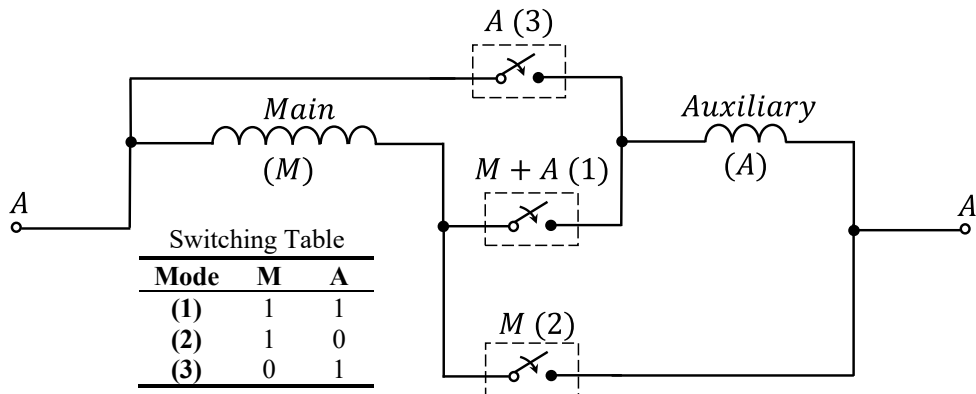 A (3)
Main
(M)
Auxiliary
(A)
M + A (1)
A
A
Switching Table
Mode M A
(1) 1 1
(2) 1 0
(3) 0 1
M (2)